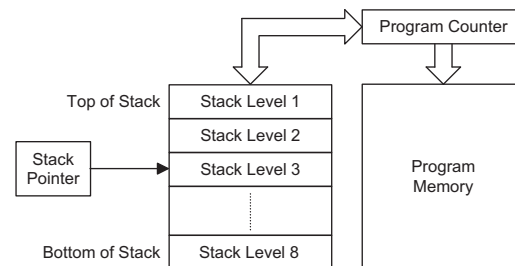 Program Counter
Top of Stack
Stack Level 1
Stack Level 2
Stack
Pointer
Stack Level 3
Program
Memory
Bottom of Stack
Stack Level 8